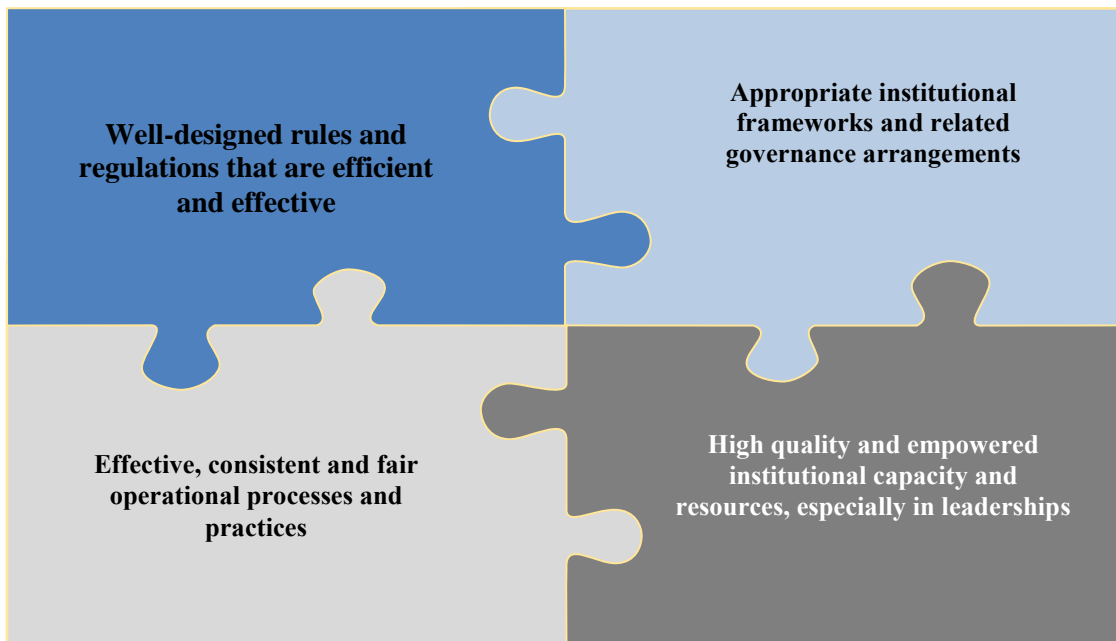 Well-designed rules and
regulations that are efficient
and effective
Appropriate institutional
frameworks and related
governance arrangements
Effective, consistent and fair
operational processes and
practices
High quality and empowered
institutional capacity and
resources, especially in leaderships